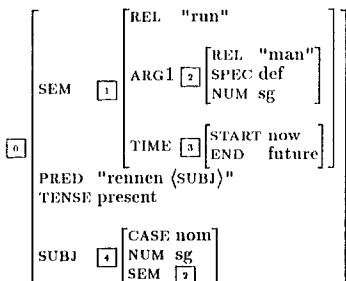 REL "run"
REL "man"
ARG1 2 SPEC def
NUM sg
SEM 1
START now
TIME 3
END future
0
PRED "rennen ⟨SUBJ⟩"
TENSE present
CASE nom
SUBJ 4 NUM sg
SEM 2